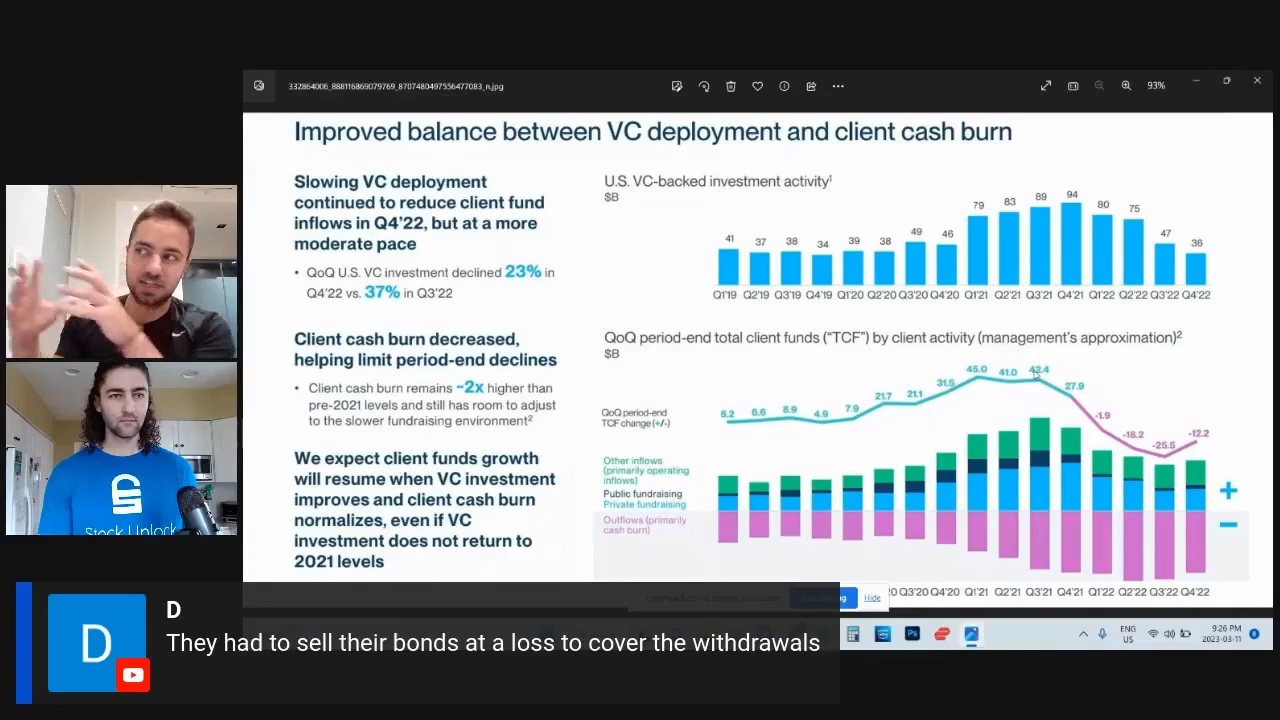 332864006_888116869079769_8707480497556477083_n.jpg
93%
Improved balance between VC deployment and client cash burn
Slowing VC deployment
continued to reduce client fund
inflows in Q4'22, but at a more
moderate pace
• QoQ U.S. VC investment declined 23% in
Q4'22 vs. 37% in Q3'22
Client cash burn decreased,
helping limit period-end declines
• Client cash burn remains ~2x higher than
pre-2021 levels and still has room to adjust
to the slower fundraising environment²
We expect client funds growth
will resume when VC investment
improves and client cash burn
normalizes, even if VC
investment does not return to
2021 levels
U.S. VC-backed investment activity¹
$B
41 37 38 34 39 38 49 46 79 83 89 94 80 75 47 36
Q1'19 Q2'19 Q3'19 Q4'19 Q1'20 Q2'20 Q3'20 Q4'20 Q1'21 Q2'21 Q3'21 Q4'21 Q1'22 Q2'22 Q3'22 Q4'22
QoQ period-end total client funds ("TCF") by client activity (management's approximation)²
$B
5.2 6.6 8.9 4.9 7.9 21.7 21.1 31.5 45.0 41.0 42.4 27.9 -1.9 -18.2 -25.5 -12.2
QoQ period-end
TCF change (+/-)
Other inflows
(primarily operating
inflows)
Public fundraising
Private fundraising
Outflows (primarily
cash burn)
+
−
20 Q3'20 Q4'20 Q1'21 Q2'21 Q3'21 Q4'21 Q1'22 Q2'22 Q3'22 Q4'22
Hide
Stock Unlock
D
D
They had to sell their bonds at a loss to cover the withdrawals
Ps
ENG
US
9:26 PM
2023-03-11